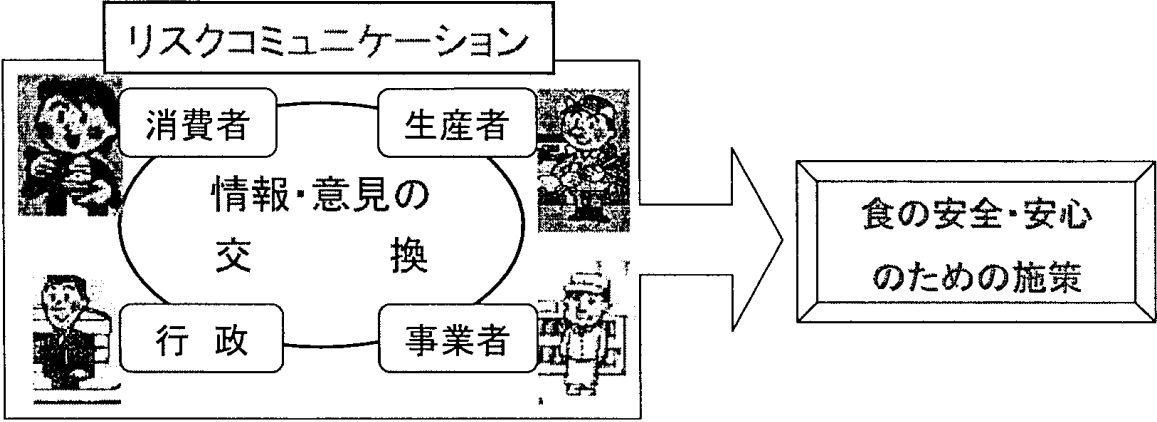 リスクコミュニケーション
消費者
生産者
情報・意見の
交　換
行　政
事業者
食の安全・安心
のための施策